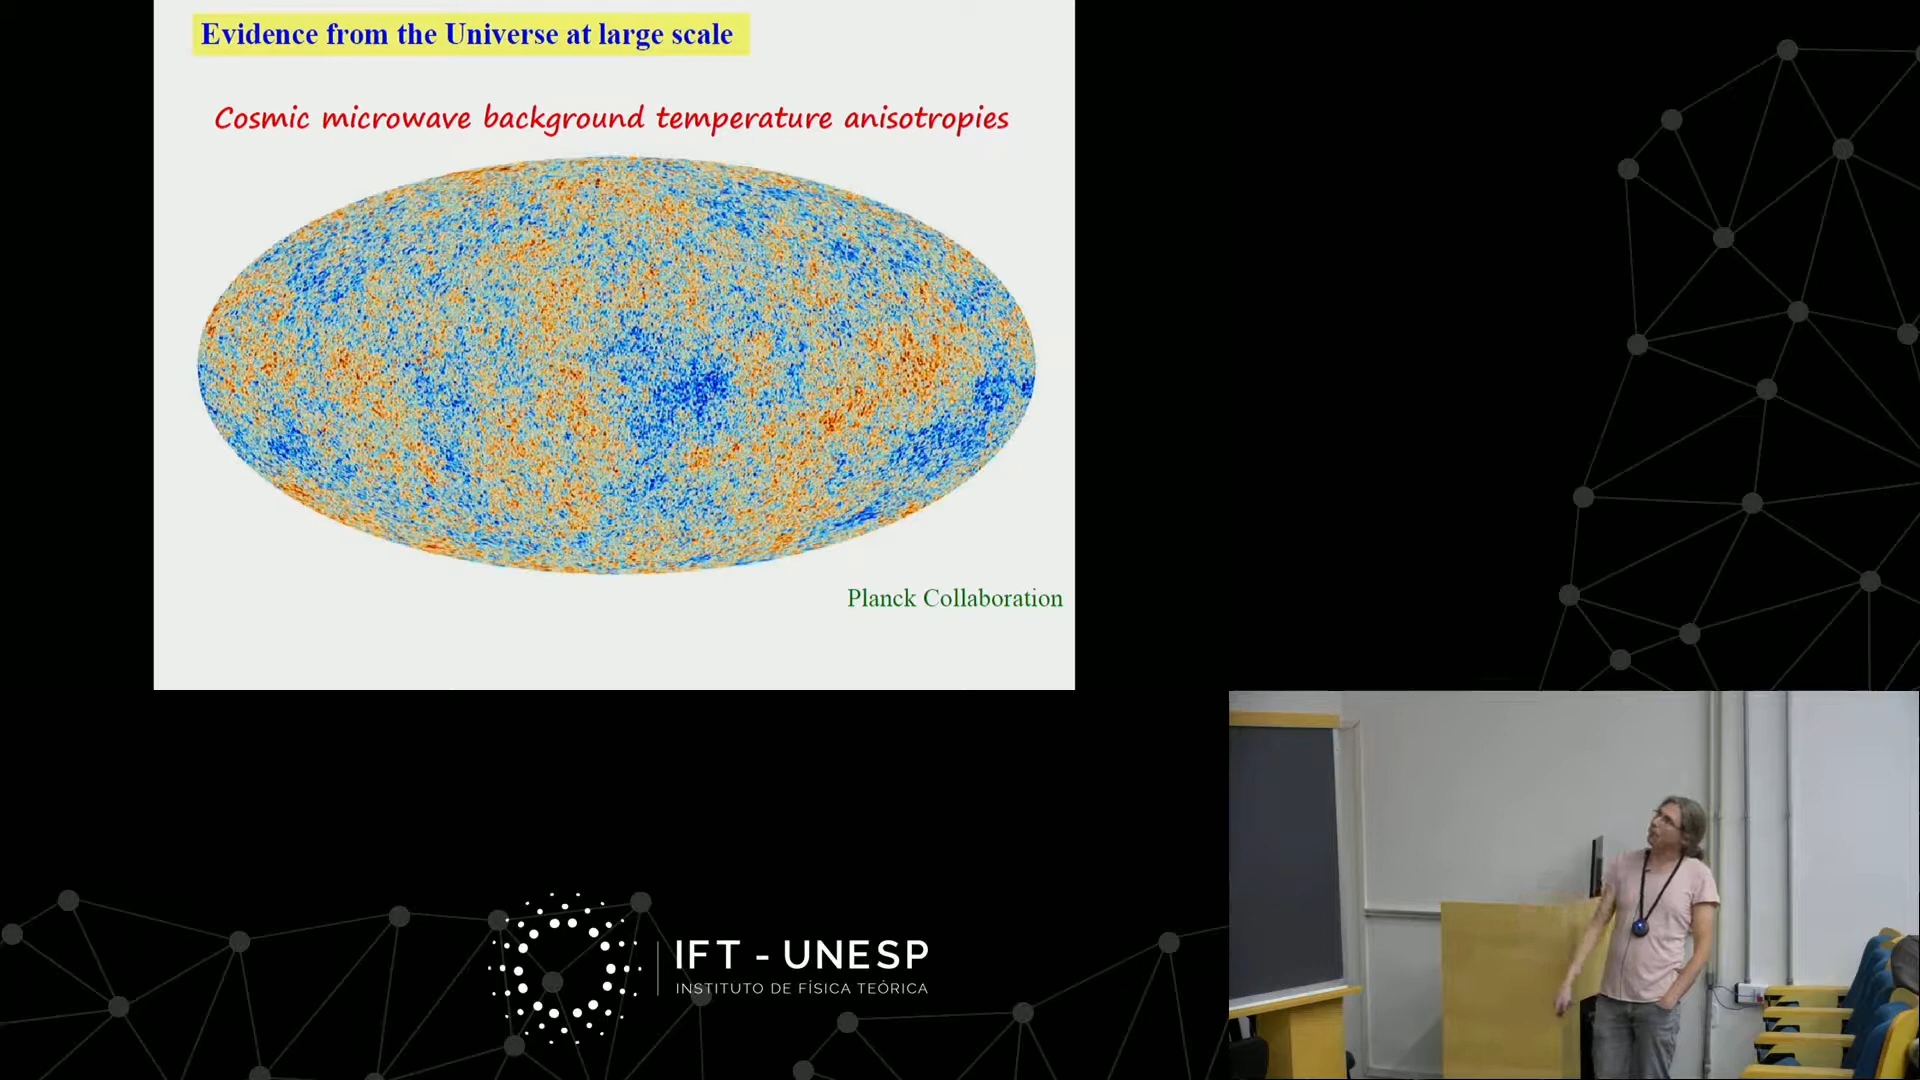 Evidence from the Universe at large scale
Cosmic microwave background temperature anisotropies
Planck Collaboration
IFT - UNESP
INSTITUTO DE FÍSICA TEÓRICA